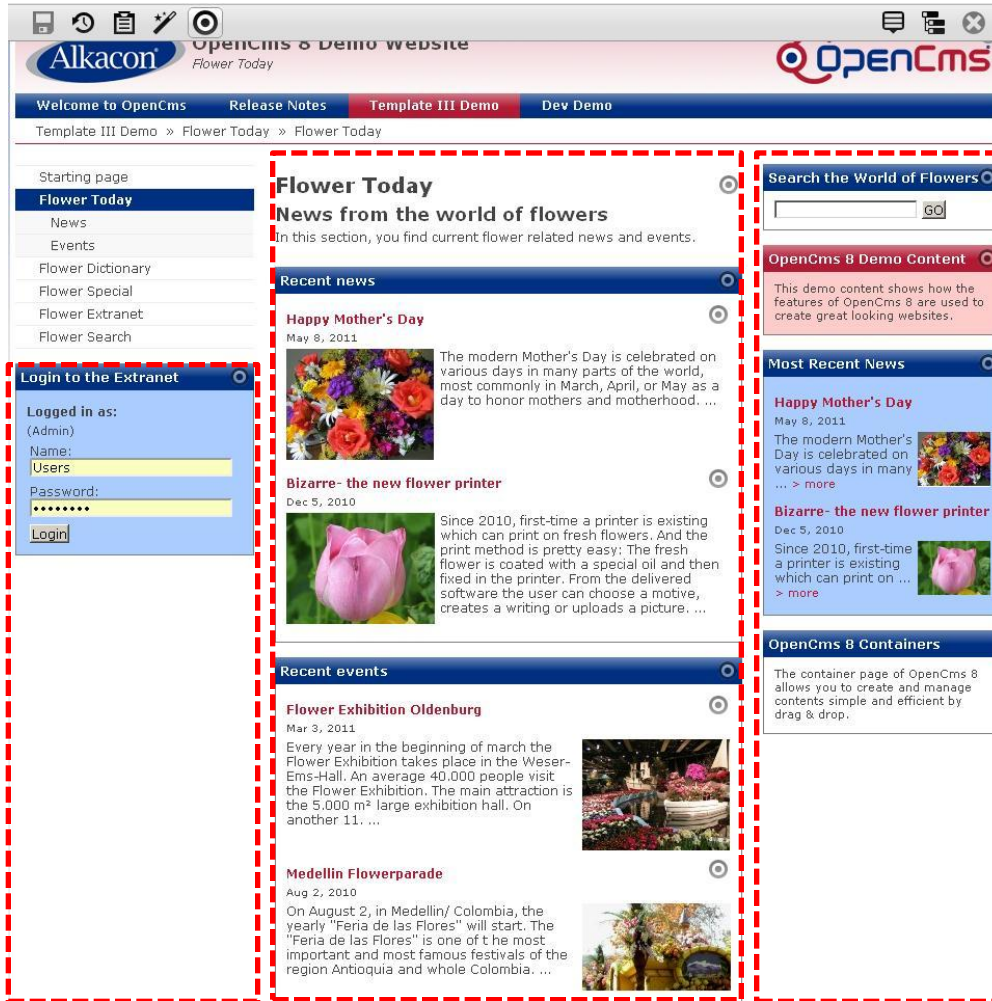 Alkacon
OpenCms 8 Demo Website
Flower Today
OpenCms
Welcome to OpenCms
Release Notes
Template III Demo
Dev Demo
Template III Demo » Flower Today » Flower Today
Starting page
Flower Today
News
Events
Flower Dictionary
Flower Special
Flower Extranet
Flower Search
Login to the Extranet
Logged in as:
(Admin)
Name:
Users
Password:
••••••••
Login
Flower Today
News from the world of flowers
In this section, you find current flower related news and events.
Recent news
Happy Mother's Day
May 8, 2011
The modern Mother's Day is celebrated on
various days in many parts of the world,
most commonly in March, April, or May as a
day to honor mothers and motherhood. ...
Bizarre- the new flower printer
Dec 5, 2010
Since 2010, first-time a printer is existing
which can print on fresh flowers. And the
print method is pretty easy: The fresh
flower is coated with a special oil and then
fixed in the printer. From the delivered
software the user can choose a motive,
creates a writing or uploads a picture. ...
Recent events
Flower Exhibition Oldenburg
Mar 3, 2011
Every year in the beginning of march the
Flower Exhibition takes place in the Weser-
Ems-Hall. An average 40.000 people visit
the Flower Exhibition. The main attraction is
the 5.000 m² large exhibition hall. On
another 11. ...
Medellin Flowerparade
Aug 2, 2010
On August 2, in Medellin/ Colombia, the
yearly "Feria de las Flores" will start. The
"Feria de las Flores" is one of t he most
important and most famous festivals of the
region Antioquia and whole Colombia. ...
Search the World of Flowers
GO
OpenCms 8 Demo Content
This demo content shows how the
features of OpenCms 8 are used to
create great looking websites.
Most Recent News
Happy Mother's Day
May 8, 2011
The modern Mother's
Day is celebrated on
various days in many
... > more
Bizarre- the new flower printer
Dec 5, 2010
Since 2010, first-time
a printer is existing
which can print on ...
> more
OpenCms 8 Containers
The container page of OpenCms 8
allows you to create and manage
contents simple and efficient by
drag & drop.